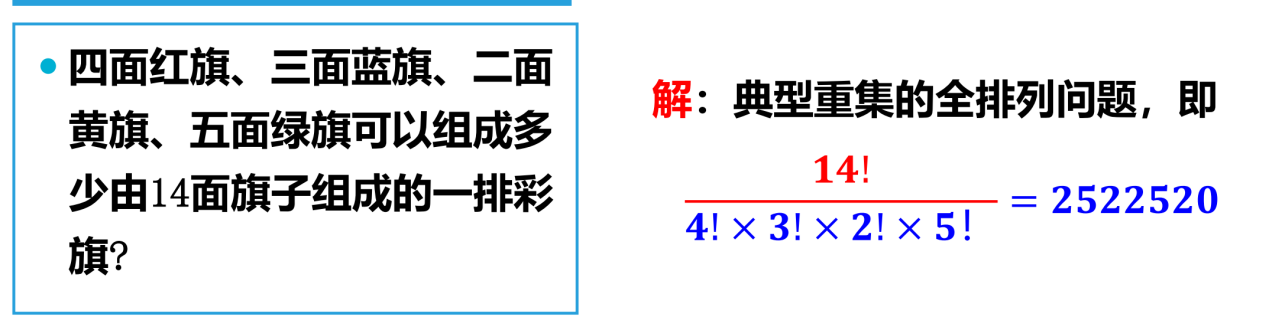 • 四面红旗、三面蓝旗、二面
黄旗、五面绿旗可以组成多
少由14面旗子组成的一排彩
旗?
解：典型重集的全排列问题，即
14!
4! × 3! × 2! × 5! = 2522520